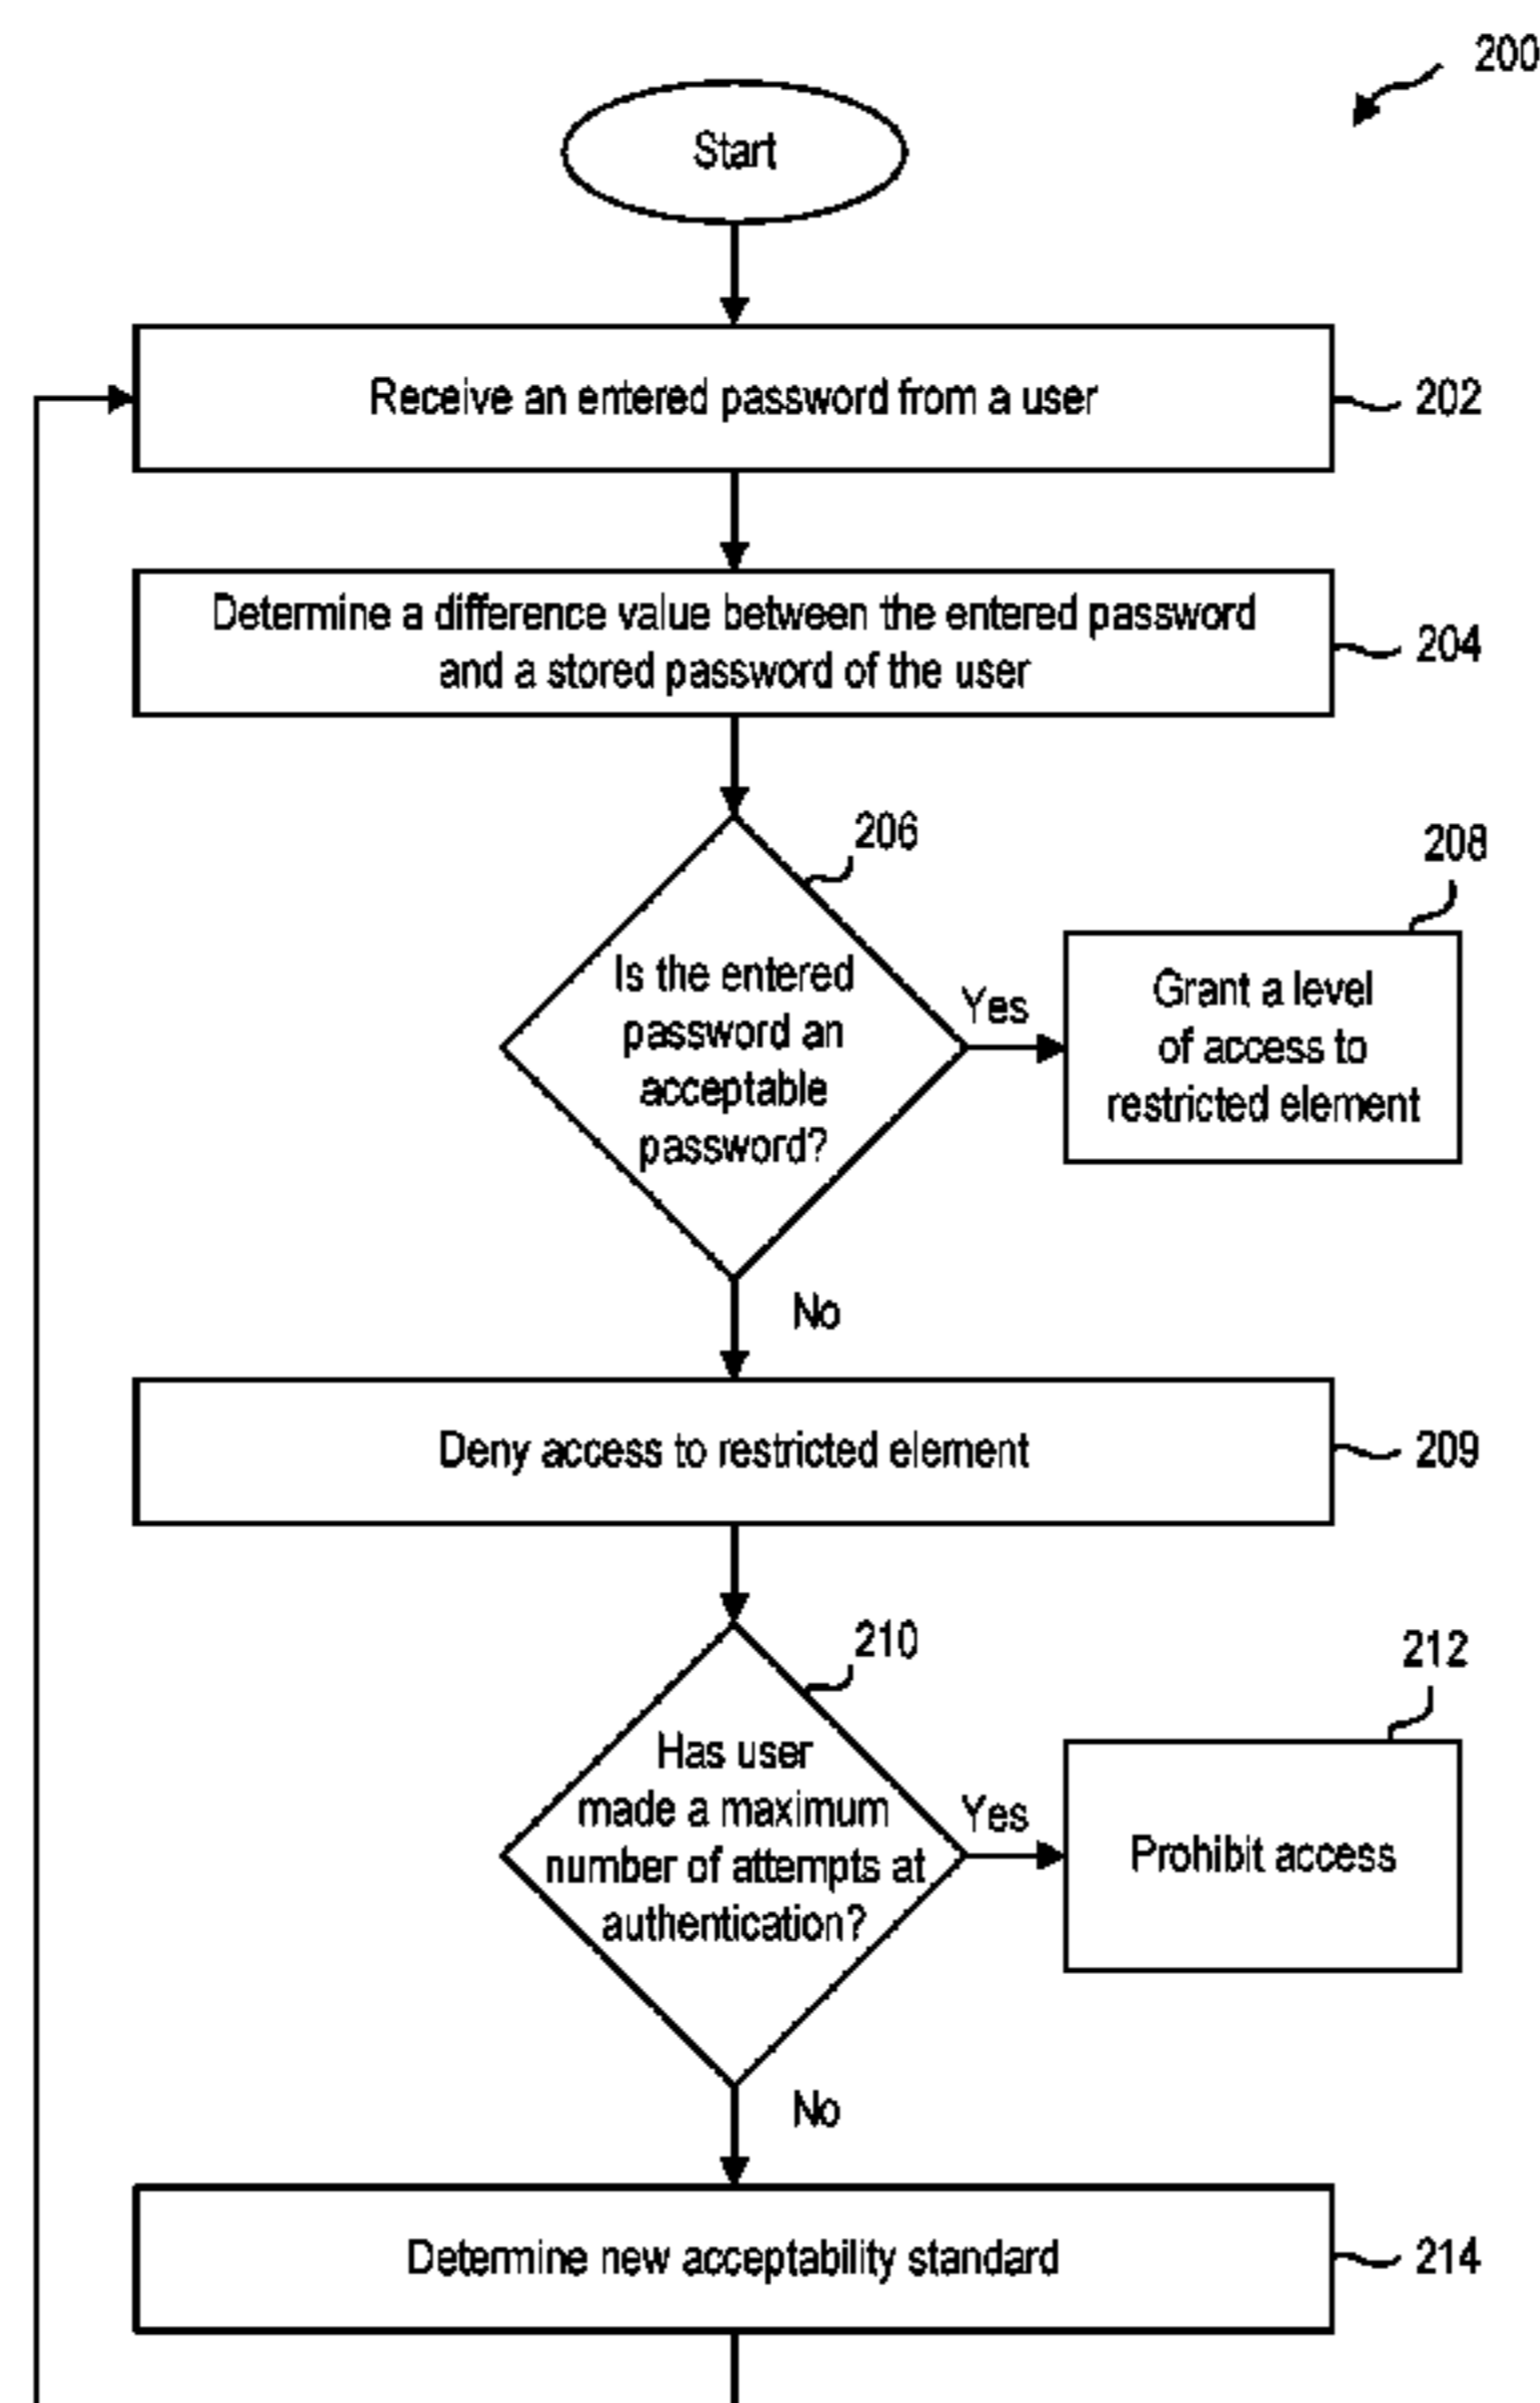 200
Start
Receive an entered password from a user
202
Determine a difference value between the entered password
and a stored password of the user
204
206
Is the entered
password an
acceptable
password?
Yes
208
Grant a level
of access to
restricted element
No
Deny access to restricted element
209
210
Has user
made a maximum
number of attempts at
authentication?
Yes
212
Prohibit access
No
Determine new acceptability standard
214